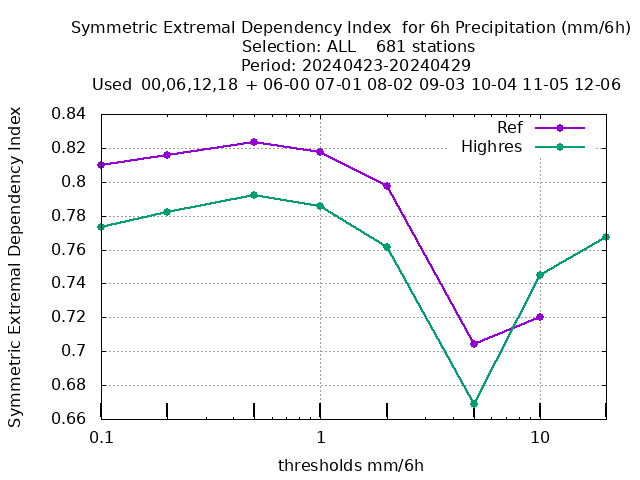 Symmetric Extremal Dependency Index  for 6h Precipitation (mm/6h)
Selection: ALL    681 stations
Period: 20240423-20240429
Used  00,06,12,18  + 06-00 07-01 08-02 09-03 10-04 11-05 12-06
Symmetric Extremal Dependency Index
0.84
0.82
0.8
0.78
0.76
0.74
0.72
0.7
0.68
0.66
Ref
Highres
0.1
1
10
thresholds mm/6h